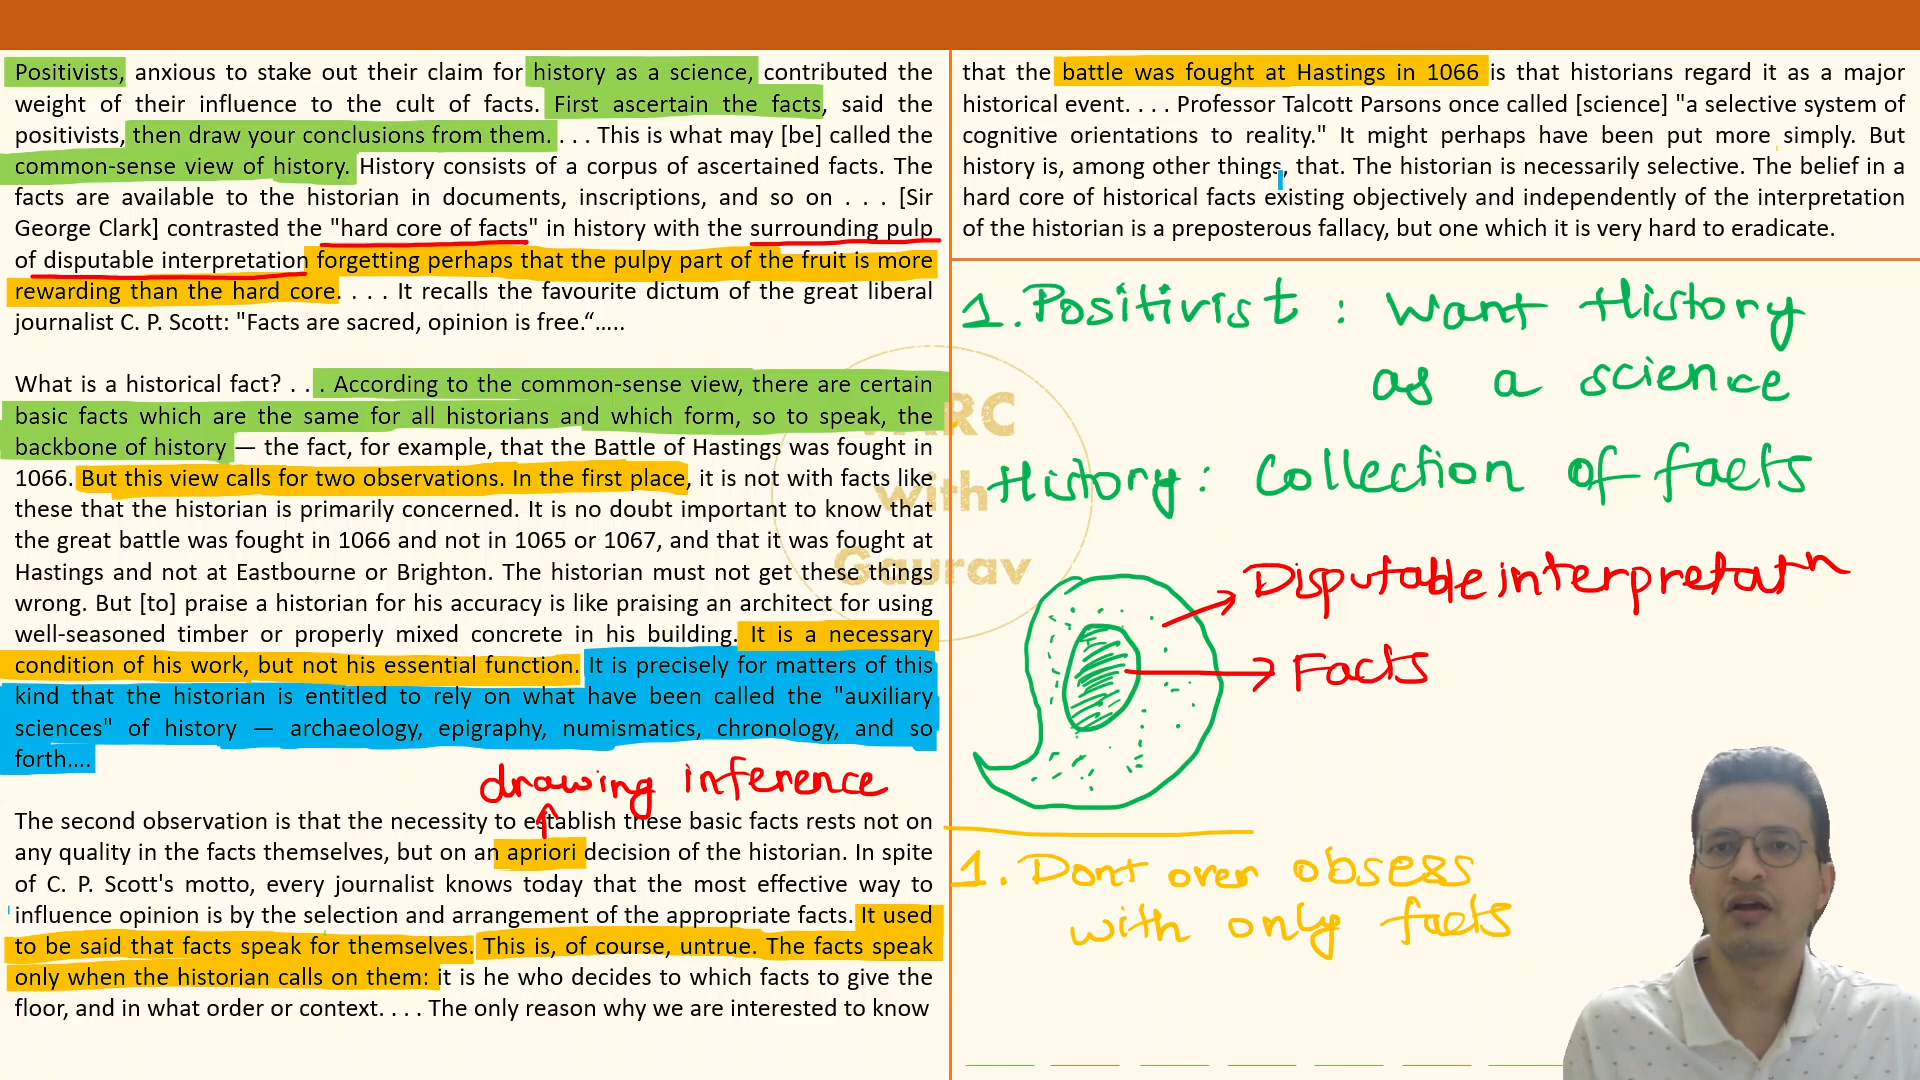 Positivists, anxious to stake out their claim for history as a science, contributed the
weight of their influence to the cult of facts. First ascertain the facts, said the
positivists, then draw your conclusions from them. . . . This is what may [be] called the
common-sense view of history. History consists of a corpus of ascertained facts. The
facts are available to the historian in documents, inscriptions, and so on . . . [Sir
George Clark] contrasted the "hard core of facts" in history with the surrounding pulp
of disputable interpretation forgetting perhaps that the pulpy part of the fruit is more
rewarding than the hard core. . . . It recalls the favourite dictum of the great liberal
journalist C. P. Scott: "Facts are sacred, opinion is free.“…..
What is a historical fact? . . . According to the common-sense view, there are certain
basic facts which are the same for all historians and which form, so to speak, the
backbone of history — the fact, for example, that the Battle of Hastings was fought in
1066. But this view calls for two observations. In the first place, it is not with facts like
these that the historian is primarily concerned. It is no doubt important to know that
the great battle was fought in 1066 and not in 1065 or 1067, and that it was fought at
Hastings and not at Eastbourne or Brighton. The historian must not get these things
wrong. But [to] praise a historian for his accuracy is like praising an architect for using
well-seasoned timber or properly mixed concrete in his building. It is a necessary
condition of his work, but not his essential function. It is precisely for matters of this
kind that the historian is entitled to rely on what have been called the "auxiliary
sciences" of history — archaeology, epigraphy, numismatics, chronology, and so
forth....
drawing inference
The second observation is that the necessity to establish these basic facts rests not on
any quality in the facts themselves, but on an apriori decision of the historian. In spite
of C. P. Scott's motto, every journalist knows today that the most effective way to
influence opinion is by the selection and arrangement of the appropriate facts. It used
to be said that facts speak for themselves. This is, of course, untrue. The facts speak
only when the historian calls on them: it is he who decides to which facts to give the
floor, and in what order or context. . . . The only reason why we are interested to know
that the battle was fought at Hastings in 1066 is that historians regard it as a major
historical event. . . . Professor Talcott Parsons once called [science] "a selective system of
cognitive orientations to reality." It might perhaps have been put more simply. But
history is, among other things, that. The historian is necessarily selective. The belief in a
hard core of historical facts existing objectively and independently of the interpretation
of the historian is a preposterous fallacy, but one which it is very hard to eradicate.
1. Positivist : Want History
as a science
History : Collection of facts
Disputable interpretatn
Facts
1. Dont over obsess
with only facts
with
Gaurav